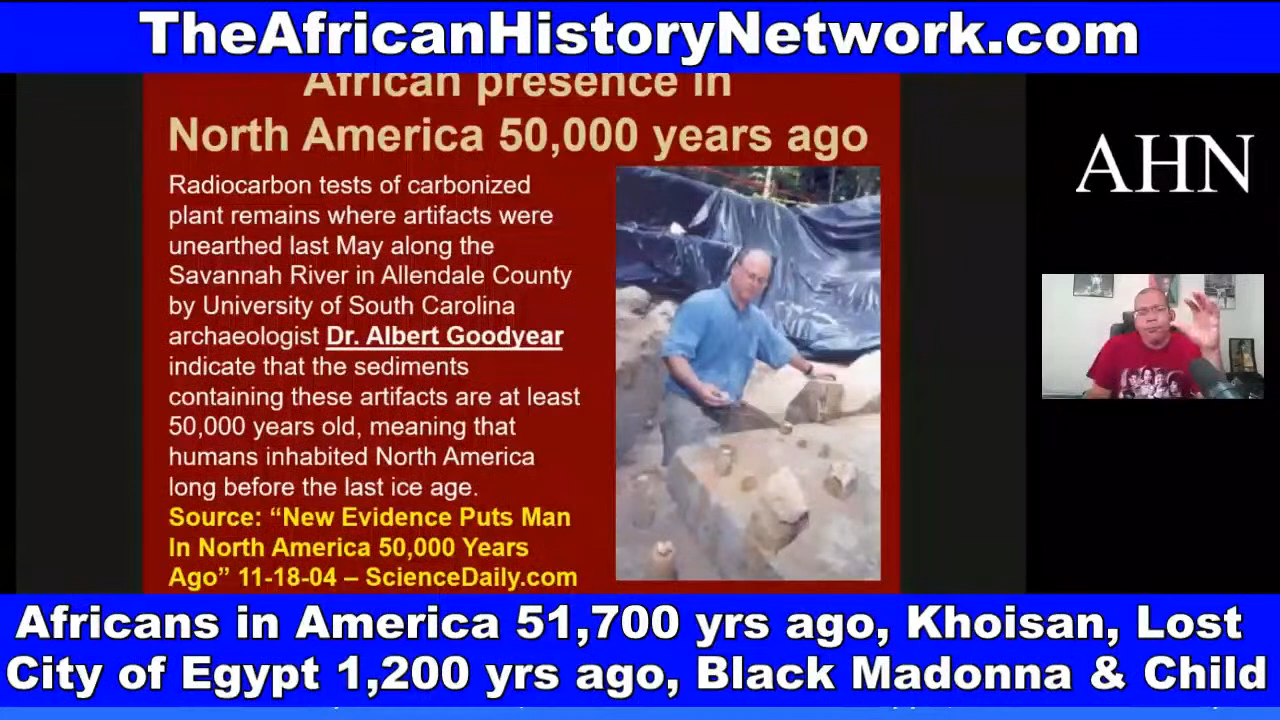 TheAfricanHistoryNetwork.com
African presence in
North America 50,000 years ago
AHN
Radiocarbon tests of carbonized
plant remains where artifacts were
unearthed last May along the
Savannah River in Allendale County
by University of South Carolina
archaeologist Dr. Albert Goodyear
indicate that the sediments
containing these artifacts are at least
50,000 years old, meaning that
humans inhabited North America
long before the last ice age.
Source: “New Evidence Puts Man
In North America 50,000 Years
Ago” 11-18-04 – ScienceDaily.com
Africans in America 51,700 yrs ago, Khoisan, Lost
City of Egypt 1,200 yrs ago, Black Madonna & Child